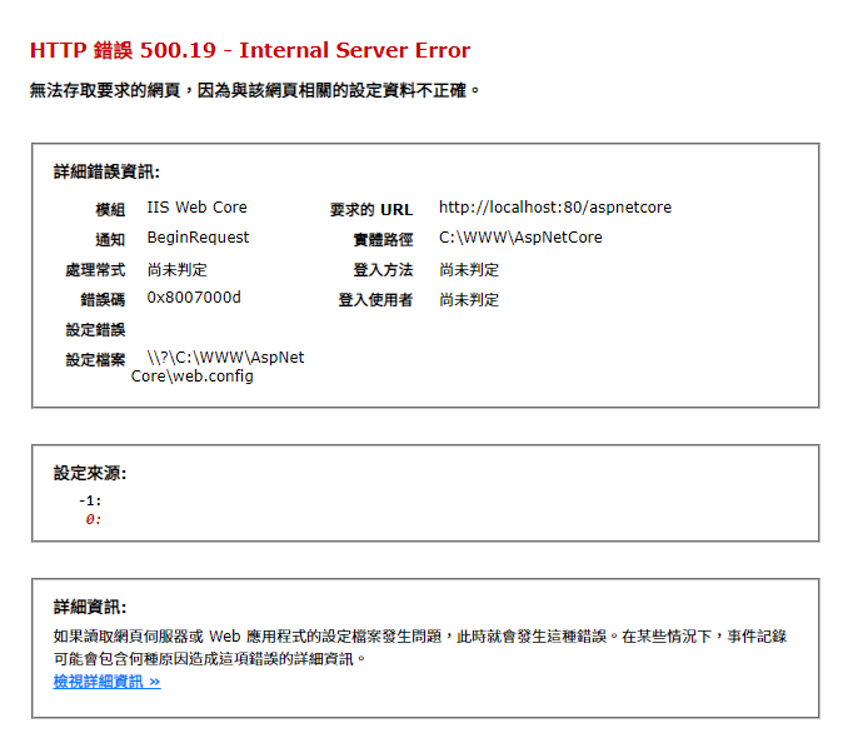 HTTP 錯誤 500.19 - Internal Server Error
無法存取要求的網頁，因為與該網頁相關的設定資料不正確。
詳細錯誤資訊:
模組 IIS Web Core 要求的 URL http://localhost:80/aspnetcore
通知 BeginRequest 實體路徑 C:\WWW\AspNetCore
處理常式 尚未判定 登入方法 尚未判定
錯誤碼 0x8007000d 登入使用者 尚未判定
設定錯誤
設定檔案 \\?\C:\WWW\AspNet
Core\web.config
設定來源:
-1:
0:
詳細資訊:
如果讀取網頁伺服器或 Web 應用程式的設定檔案發生問題，此時就會發生這種錯誤。在某些情況下，事件記錄
可能會包含何種原因造成這項錯誤的詳細資訊。
檢視詳細資訊 »